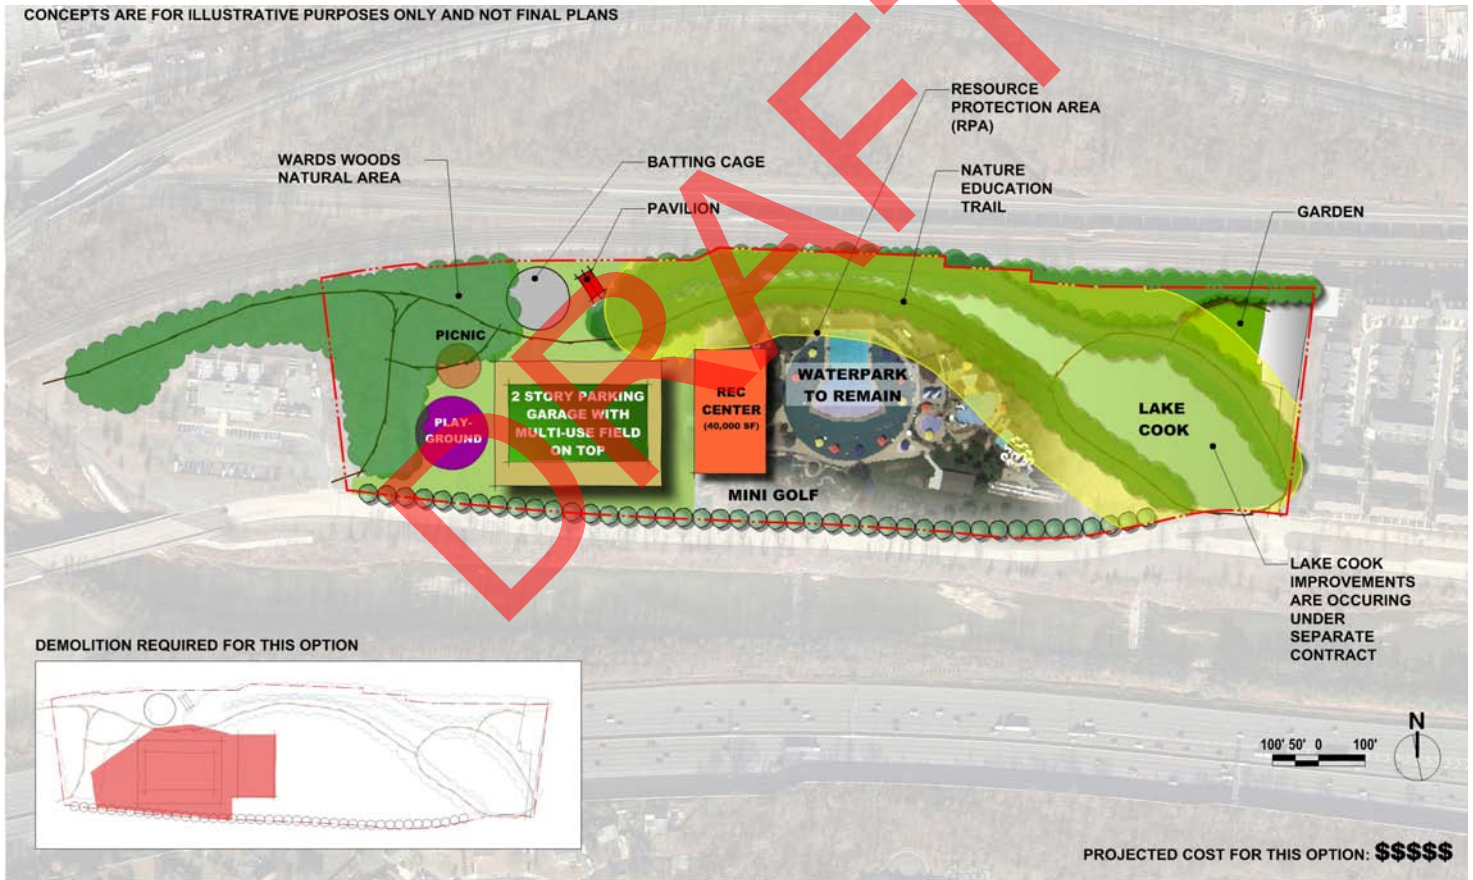 CONCEPTS ARE FOR ILLUSTRATIVE PURPOSES ONLY AND NOT FINAL PLANS
RESOURCE
PROTECTION AREA
(RPA)
WARDS WOODS
NATURAL AREA
BATTING CAGE
PAVILION
NATURE
EDUCATION
TRAIL
GARDEN
PICNIC
PLAY-
GROUND
2 STORY PARKING
GARAGE WITH
MULTI-USE FIELD
ON TOP
REC
CENTER
(40,000 SF)
WATERPARK
TO REMAIN
LAKE
COOK
MINI GOLF
DRAFT
LAKE COOK
IMPROVEMENTS
ARE OCCURING
UNDER
SEPARATE
CONTRACT
DEMOLITION REQUIRED FOR THIS OPTION
N
100' 50' 0 100'
PROJECTED COST FOR THIS OPTION: $$$$$